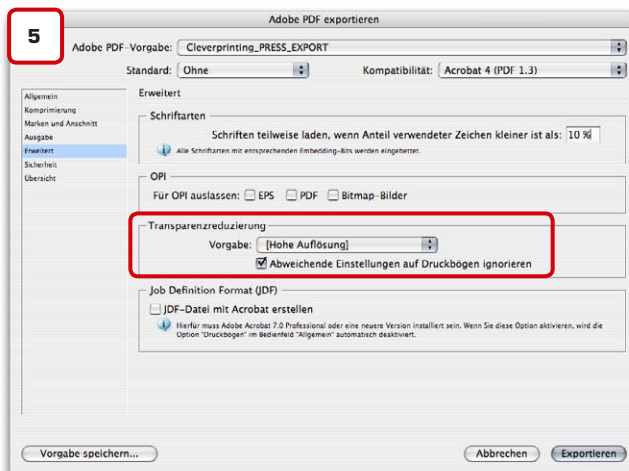 5
Adobe PDF exportieren
Adobe PDF-Vorgabe: Cleverprinting_PRESS_EXPORT
Standard: Ohne Kompatibilität: Acrobat 4 (PDF 1.3)
Allgemein
Komprimierung
Marken und Anschnitt
Ausgabe
Erweitert
Sicherheit
Übersicht
Erweitert
Schriftarten
Schriften teilweise laden, wenn Anteil verwendeter Zeichen kleiner ist als: 10 %
Alle Schriftarten mit entsprechenden Embedding-Bits werden eingebettet.
OPI
Für OPI auslassen: EPS PDF Bitmap-Bilder
Transparenzreduzierung
Vorgabe: [Hohe Auflösung]
Abweichende Einstellungen auf Druckbögen ignorieren
Job Definition Format (JDF)
JDF-Datei mit Acrobat erstellen
Hierfür muss Adobe Acrobat 7.0 Professional oder eine neuere Version installiert sein. Wenn Sie diese Option aktivieren, wird die
Option "Druckbögen" im Bedienfeld "Allgemein" automatisch deaktiviert.
Vorgabe speichern... Abbrechen Exportieren